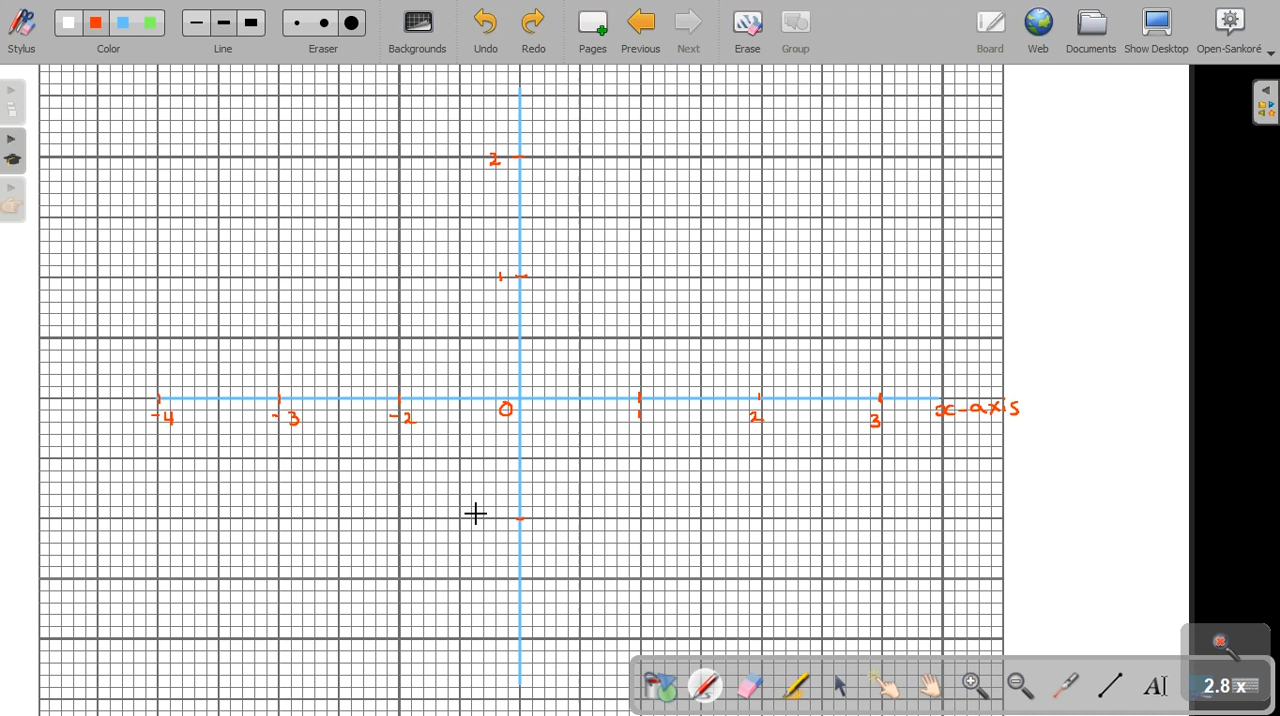 Stylus Color Line Eraser Backgrounds Undo Redo Pages Previous Next Erase Group Board Web Documents Show Desktop Open-Sankoré
2
1
-4 -3 -2 0 1 2 3 x-axis
2.8 x